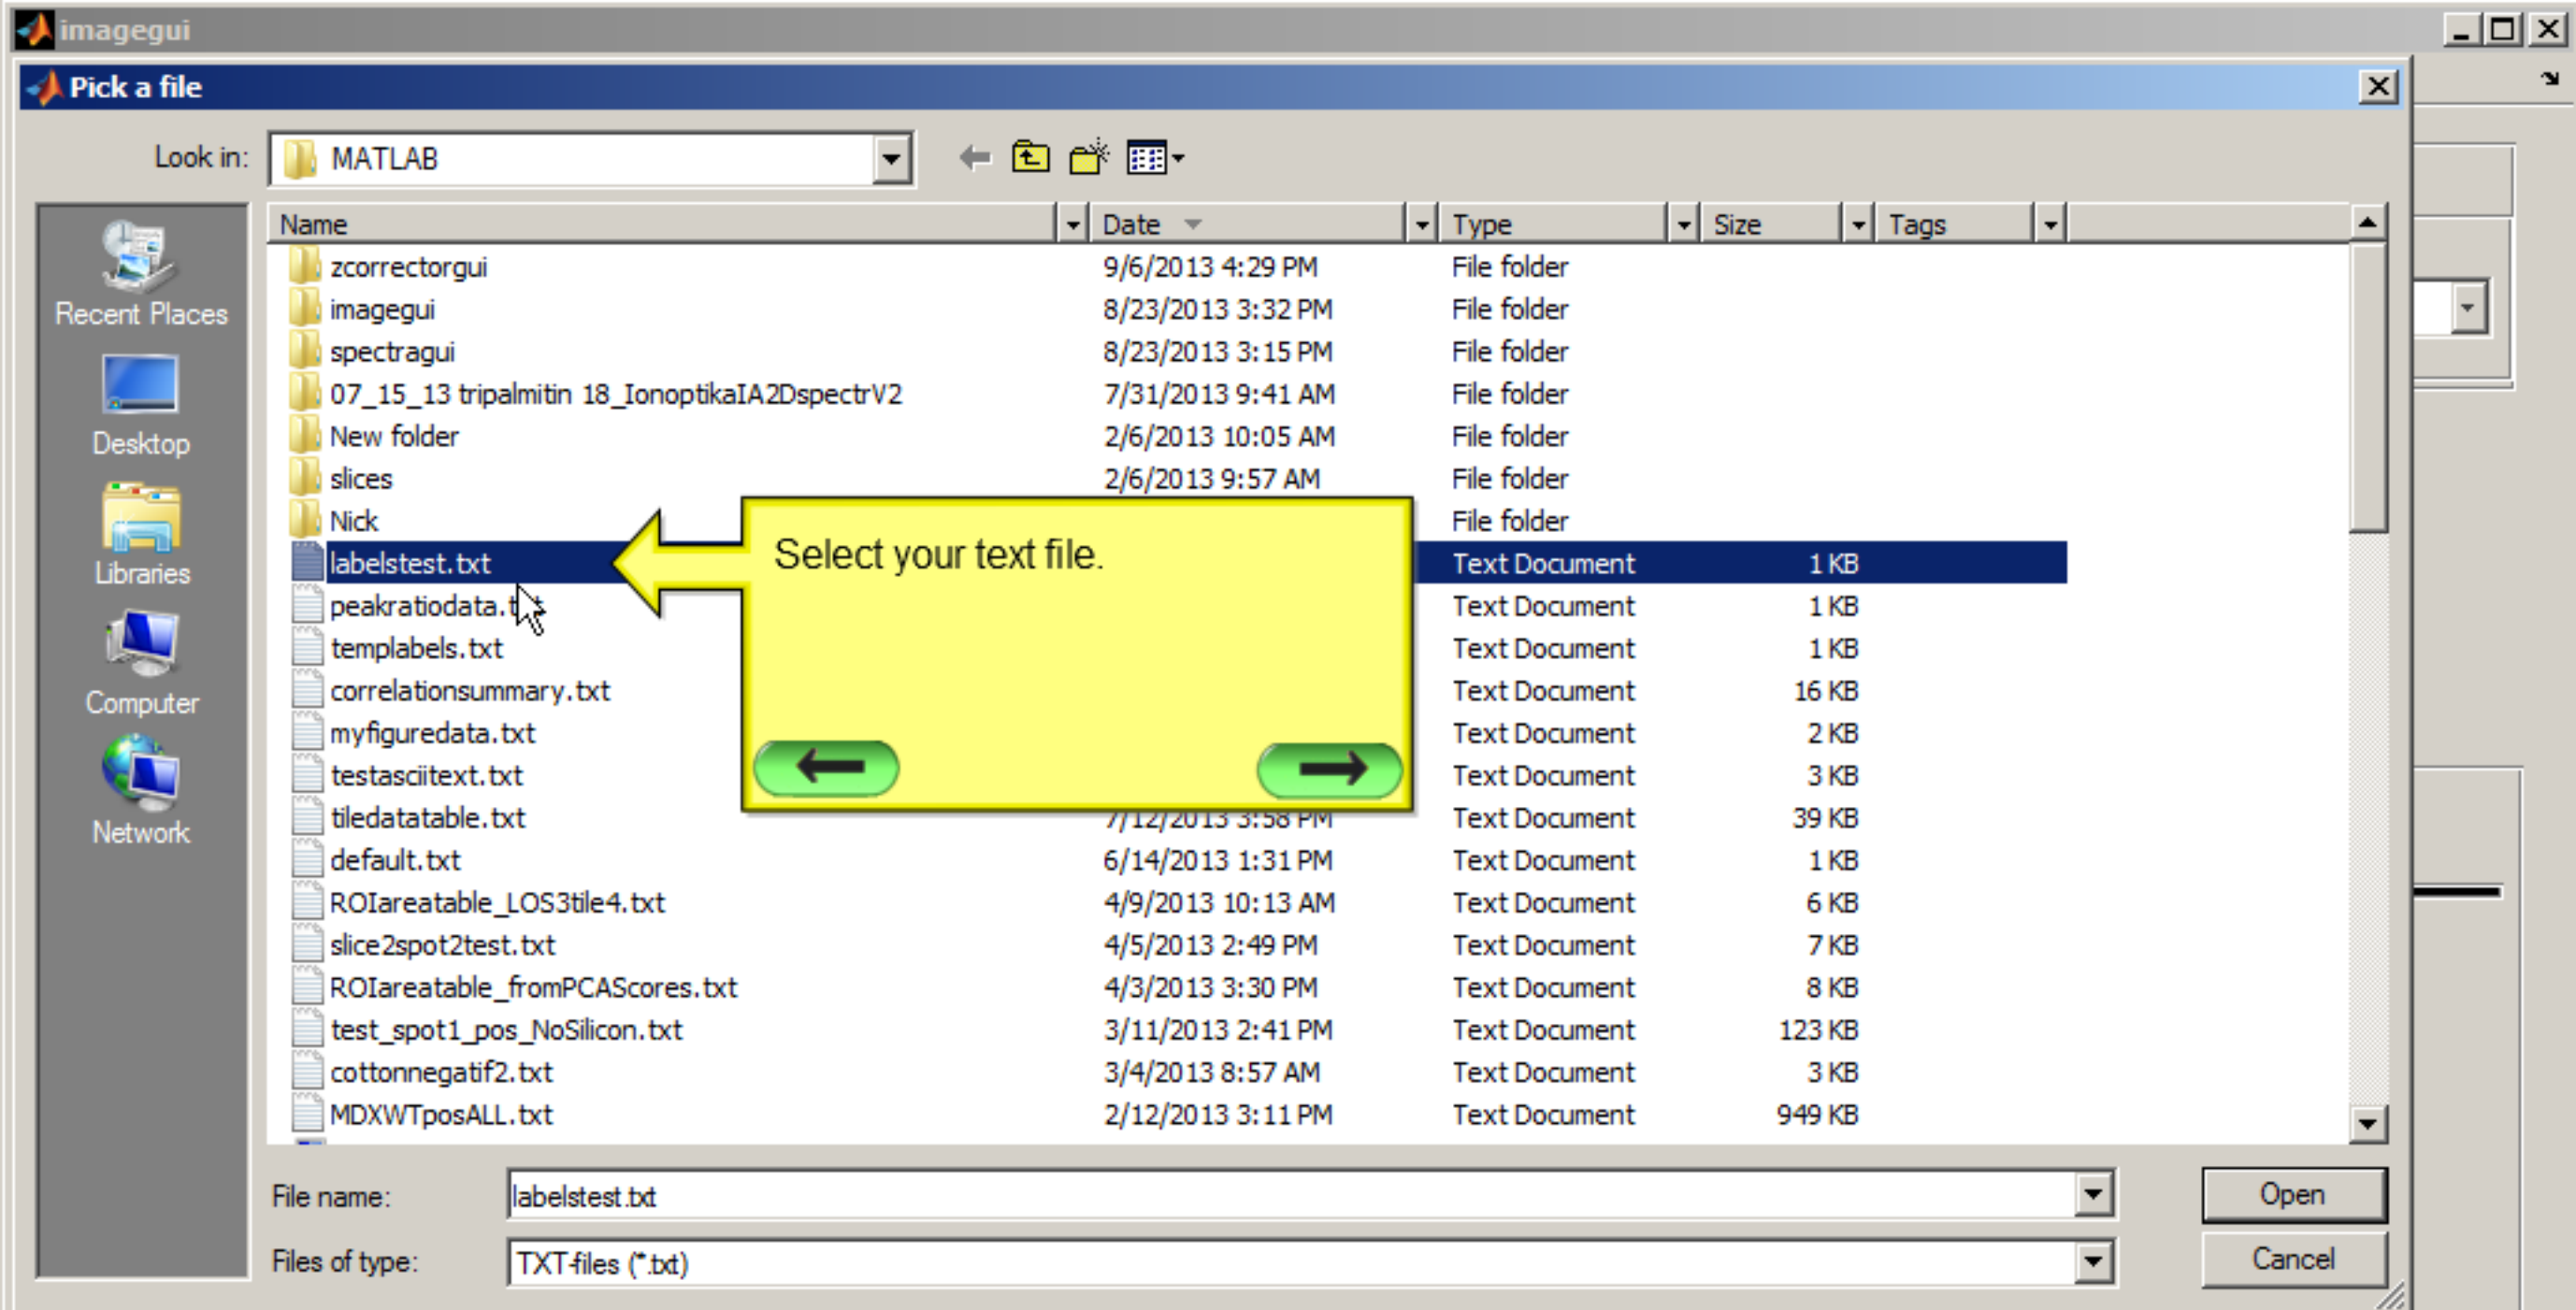 imagegui
Pick a file
Look in: MATLAB
Name Date Type Size Tags
Recent Places
Desktop
Libraries
Computer
Network
zcorrectorgui 9/6/2013 4:29 PM File folder
imagegui 8/23/2013 3:32 PM File folder
spectragui 8/23/2013 3:15 PM File folder
07_15_13 tripalmitin 18_IonoptikaIA2DspectrV2 7/31/2013 9:41 AM File folder
New folder 2/6/2013 10:05 AM File folder
slices 2/6/2013 9:57 AM File folder
Nick File folder
labelstest.txt Text Document 1 KB
Select your text file.
peakratiodata.txt Text Document 1 KB
templabels.txt Text Document 1 KB
correlationsummary.txt Text Document 16 KB
myfiguredata.txt Text Document 2 KB
testasciitext.txt Text Document 3 KB
tiledatatable.txt 7/12/2013 3:58 PM Text Document 39 KB
default.txt 6/14/2013 1:31 PM Text Document 1 KB
ROIareatable_LOS3tile4.txt 4/9/2013 10:13 AM Text Document 6 KB
slice2spot2test.txt 4/5/2013 2:49 PM Text Document 7 KB
ROIareatable_fromPCAScores.txt 4/3/2013 3:30 PM Text Document 8 KB
test_spot1_pos_NoSilicon.txt 3/11/2013 2:41 PM Text Document 123 KB
cottonnegatif2.txt 3/4/2013 8:57 AM Text Document 3 KB
MDXWTposALL.txt 2/12/2013 3:11 PM Text Document 949 KB
File name: labelstest.txt Open
Files of type: TXT-files (*.txt) Cancel